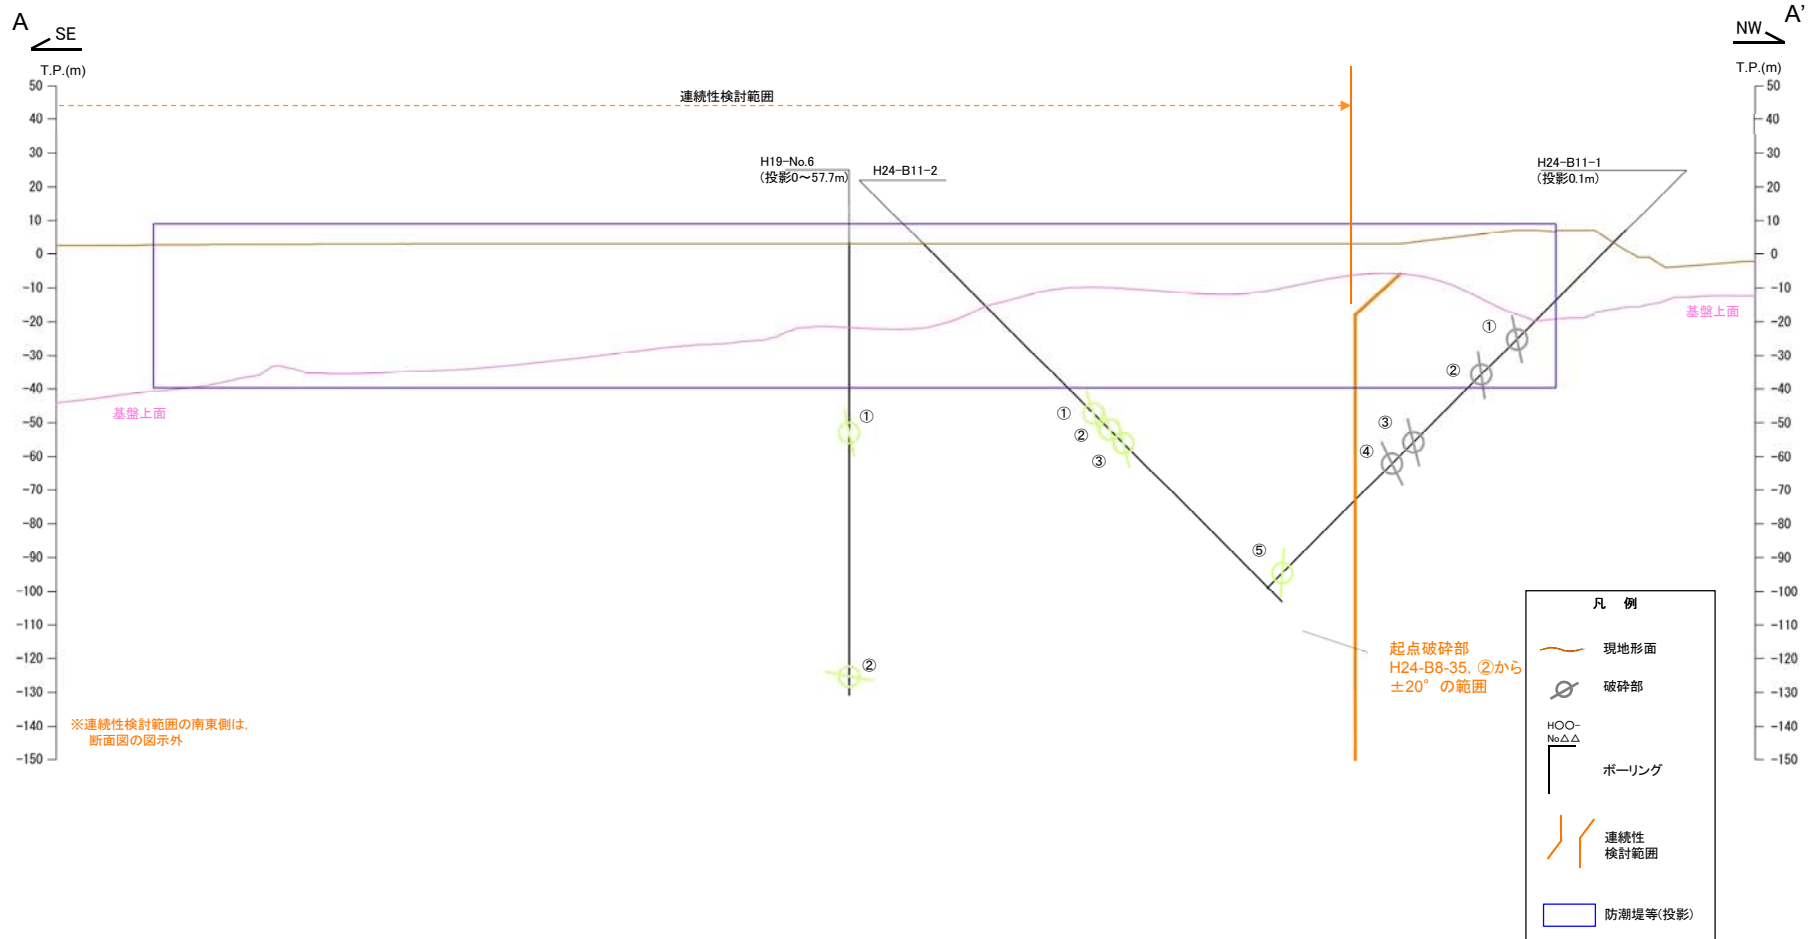 A
SE
NW
A’
T.P.(m)
T.P.(m)
50
40
30
20
10
0
-10
-20
-30
-40
-50
-60
-70
-80
-90
-100
-110
-120
-130
-140
-150
50
40
30
20
10
0
-10
-20
-30
-40
-50
-60
-70
-80
-90
-100
-110
-120
-130
-140
-150
連続性検討範囲
H19-No.6
(投影0～57.7m)
H24-B11-2
H24-B11-1
(投影0.1m)
基盤上面
基盤上面
①
②
①
②
③
①
②
③
④
⑤
起点破砕部
H24-B8-35, ②から
±20°の範囲
※連続性検討範囲の南東側は,
断面図の図示外
凡 例
現地形面
破砕部
H〇〇-
No△△
ボーリング
連続性
検討範囲
防潮堤等(投影)